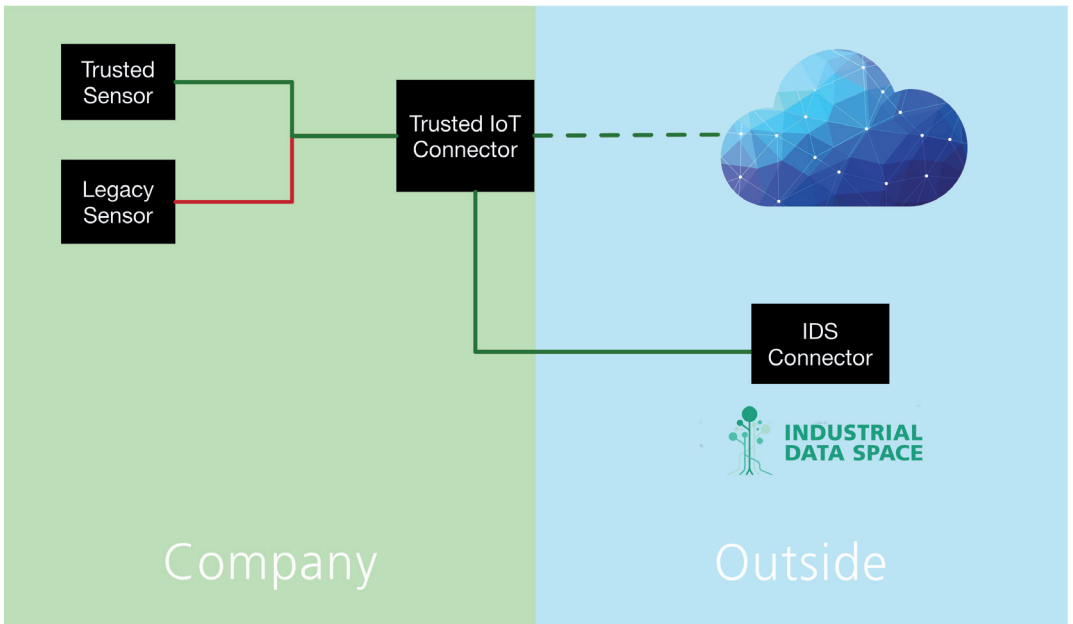 Trusted
Sensor
Legacy
Sensor
Trusted IoT
Connector
IDS
Connector
INDUSTRIAL
DATA SPACE
Company
Outside